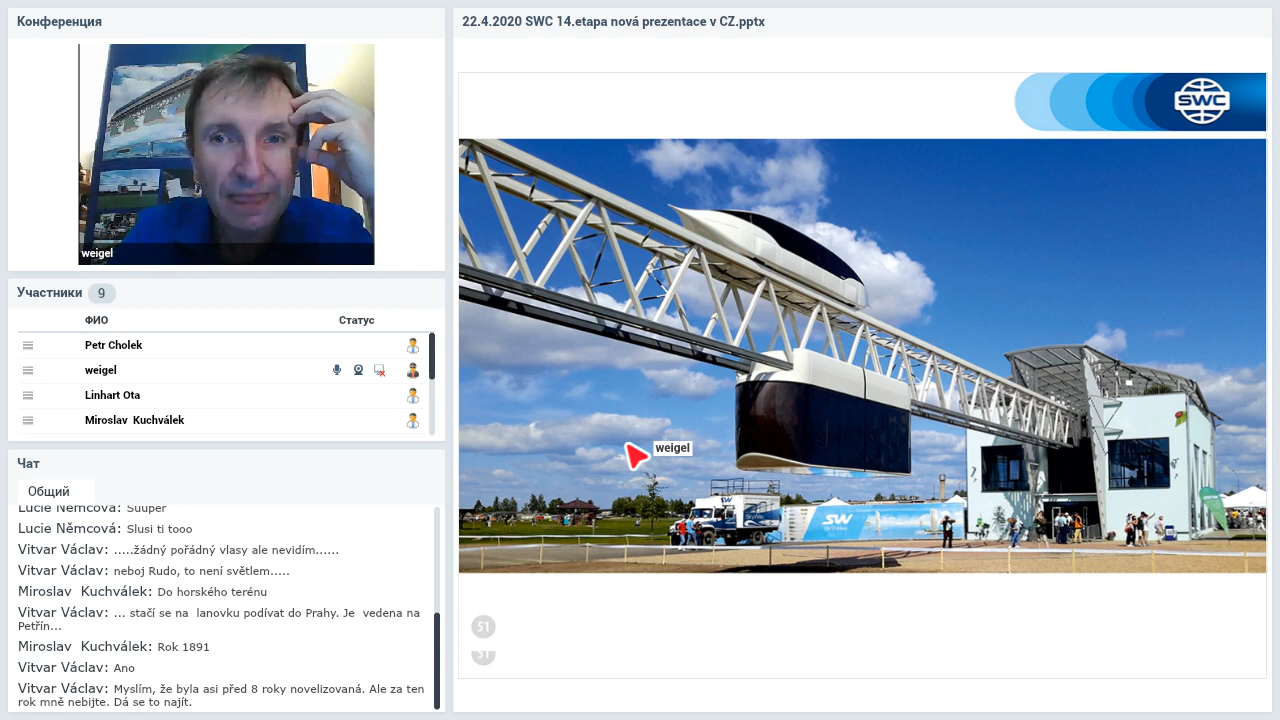 Конференция
weigel
Участники 9
ФИО Статус
Petr Cholek
weigel
Linhart Ota
Miroslav  Kuchválek
Чат
Общий
Lucie Němcová: Suuper
Lucie Němcová: Slusi ti tooo
Vitvar Václav: .....žádný pořádný vlasy ale nevidím......
Vitvar Václav: neboj Rudo, to není světlem.....
Miroslav  Kuchválek: Do horského terénu
Vitvar Václav: ... stačí se na  lanovku podívat do Prahy. Je  vedena na
Petřín...
Miroslav  Kuchválek: Rok 1891
Vitvar Václav: Ano
Vitvar Václav: Myslím, že byla asi před 8 roky novelizovaná. Ale za ten
rok mně nebijte. Dá se to najít.
22.4.2020 SWC 14.etapa nová prezentace v CZ.pptx
SWC
weigel
SW
SW
51
51